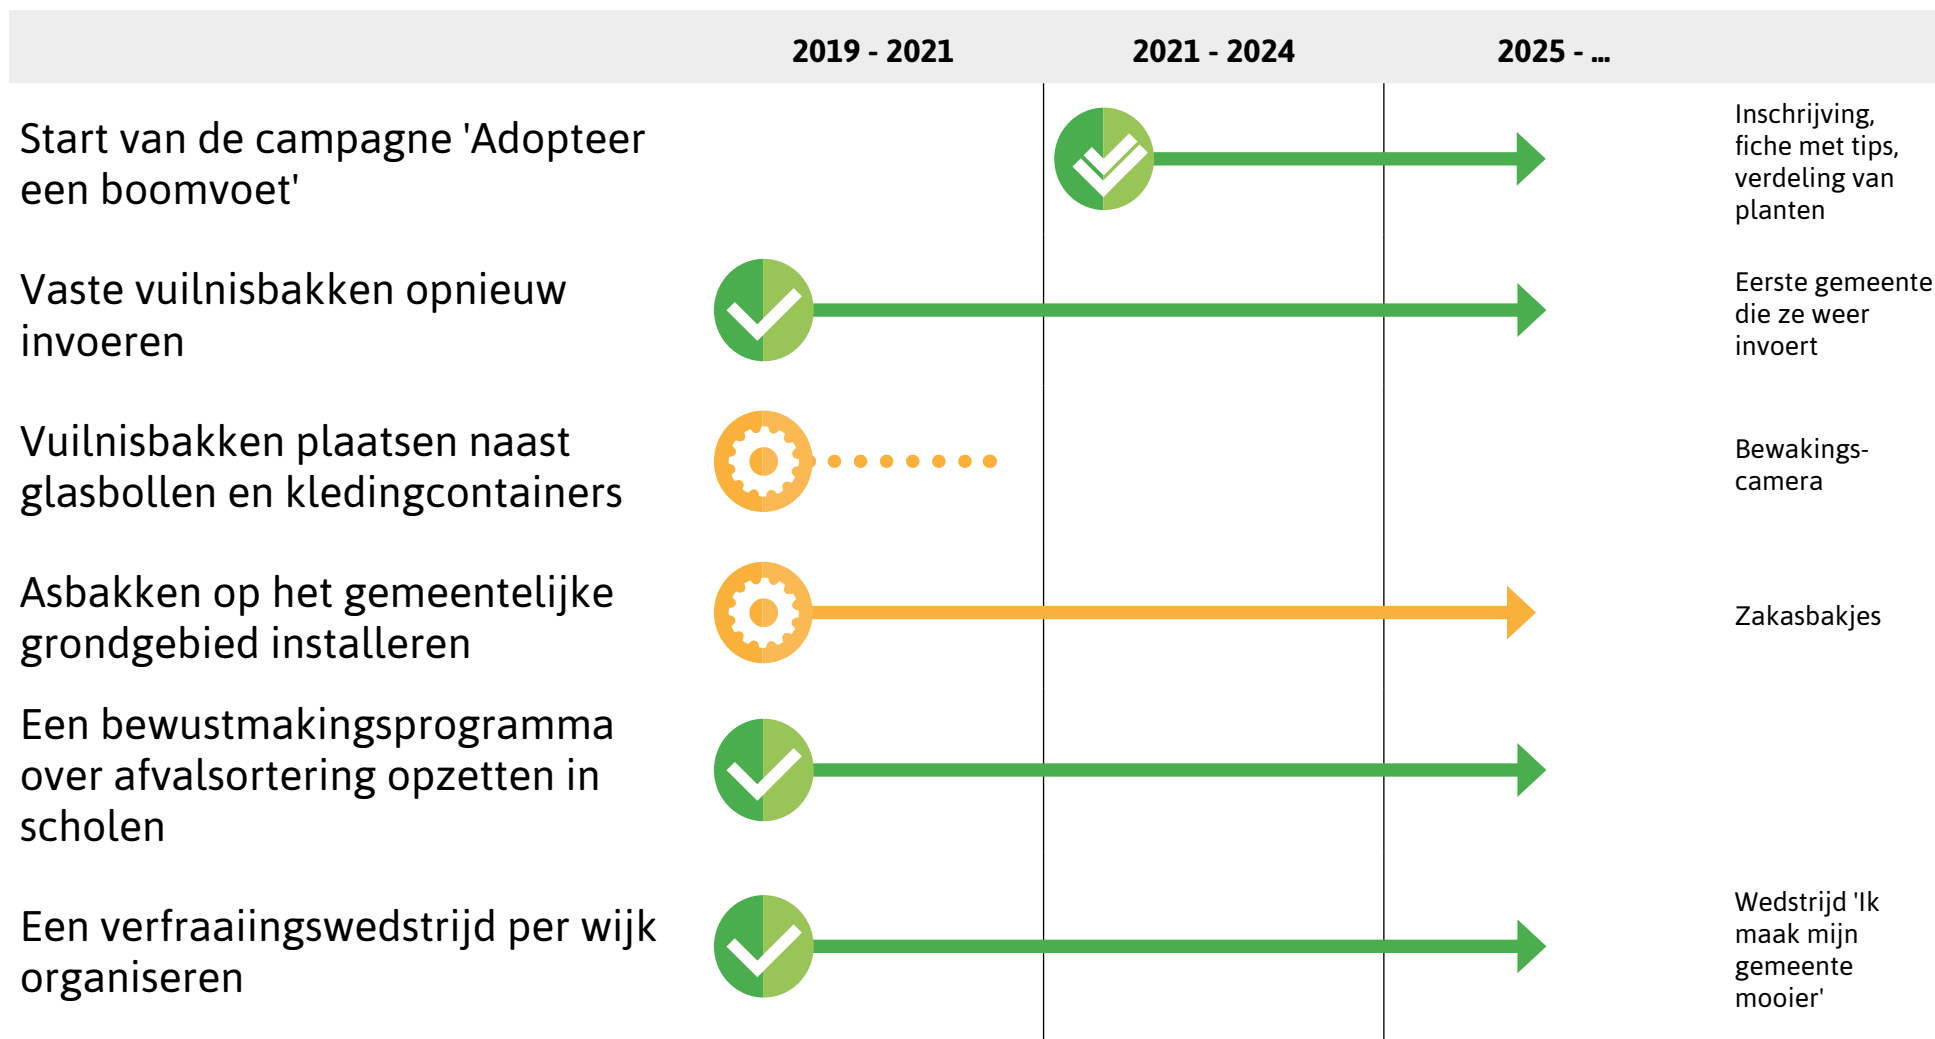 2019 - 2021
2021 - 2024
2025 - ...
Start van de campagne 'Adopteer
een boomvoet'
Inschrijving,
fiche met tips,
verdeling van
planten
Vaste vuilnisbakken opnieuw
invoeren
Eerste gemeente
die ze weer
invoert
Vuilnisbakken plaatsen naast
glasbollen en kledingcontainers
Bewakings-
camera
Asbakken op het gemeentelijke
grondgebied installeren
Zakasbakjes
Een bewustmakingsprogramma
over afvalsortering opzetten in
scholen
Een verfraaiingswedstrijd per wijk
organiseren
Wedstrijd 'Ik
maak mijn
gemeente
mooier'